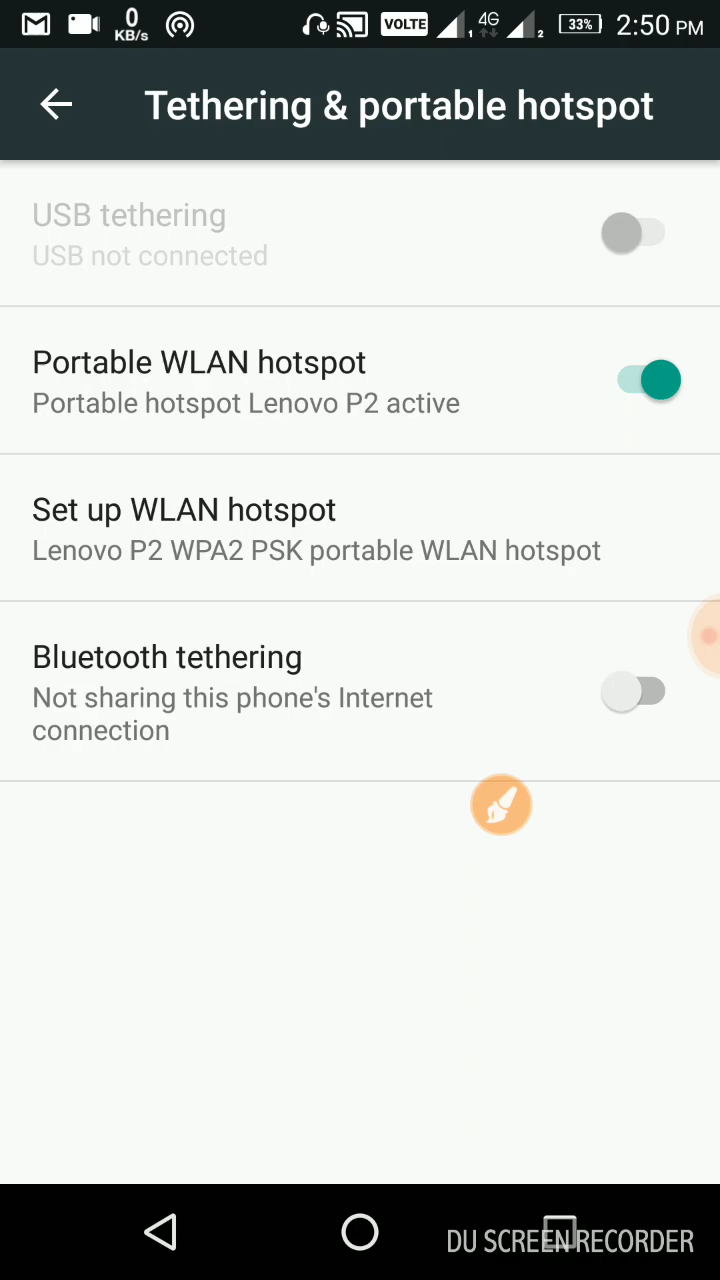 0
KB/s
VOLTE
1
4G
2
33%
2:50 PM
Tethering & portable hotspot
USB tethering
USB not connected
Portable WLAN hotspot
Portable hotspot Lenovo P2 active
Set up WLAN hotspot
Lenovo P2 WPA2 PSK portable WLAN hotspot
Bluetooth tethering
Not sharing this phone's Internet
connection
DU SCREEN RECORDER